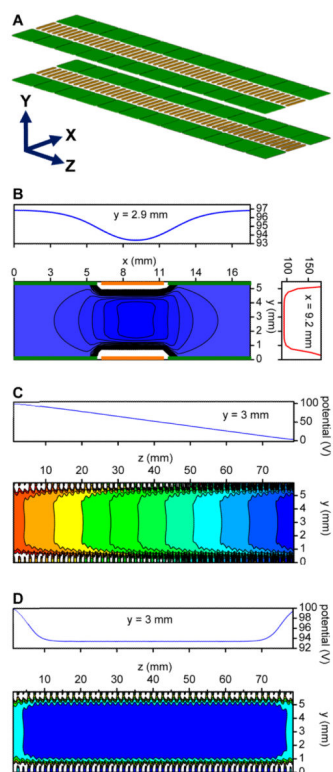 A
Y
X
Z
B
y = 2.9 mm
97
96
95
94
93
x (mm)
0 3 6 8 11 14 16
100 150
5
4
3
2
1
0
y (mm)
x = 9.2 mm
C
y = 3 mm
100
50
0
potential (V)
z (mm)
10 20 30 40 50 60 70
5
4
3
2
1
0
y (mm)
D
y = 3 mm
100
98
96
94
92
potential (V)
z (mm)
10 20 30 40 50 60 70
5
4
3
2
1
0
y (mm)